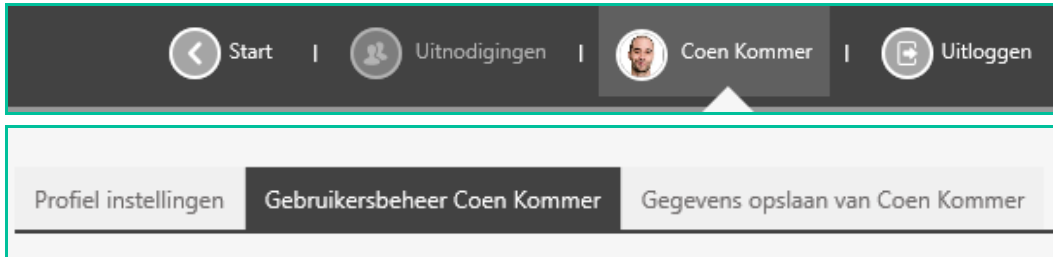 Start | Uitnodigingen | Coen Kommer | Uitloggen
Profiel instellingen Gebruikersbeheer Coen Kommer Gegevens opslaan van Coen Kommer